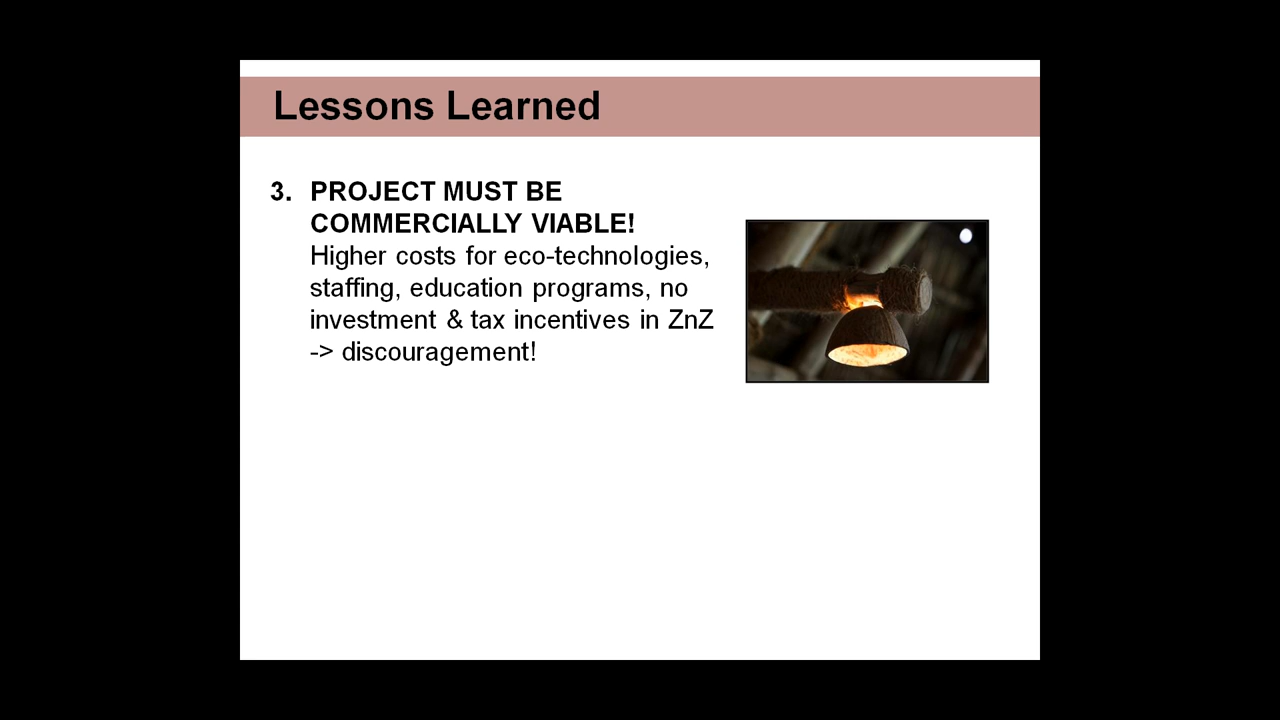 Lessons Learned
3. PROJECT MUST BE
COMMERCIALLY VIABLE!
Higher costs for eco-technologies,
staffing, education programs, no
investment & tax incentives in ZnZ
-> discouragement!